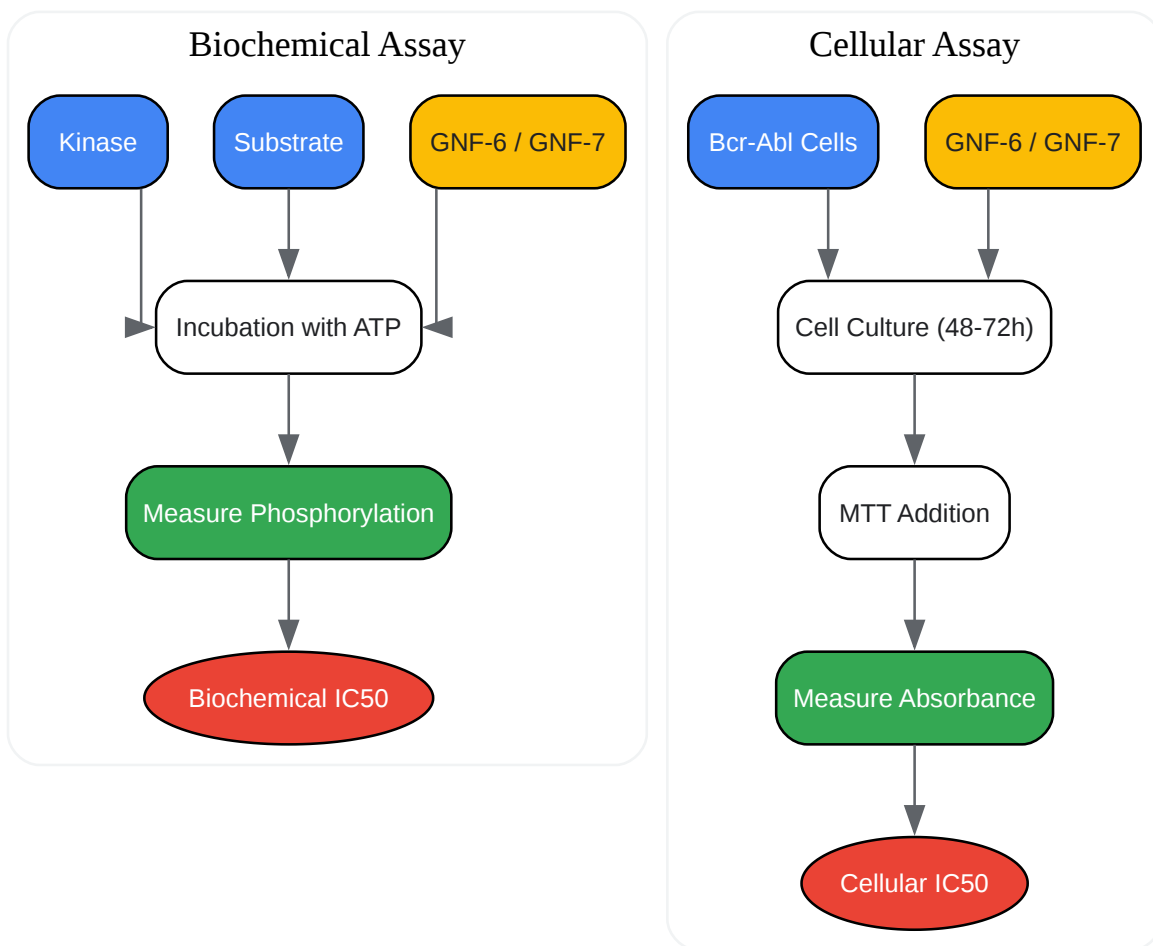 Biochemical Assay
Kinase
Substrate
GNF-6 / GNF-7
Incubation with ATP
Measure Phosphorylation
Biochemical IC50
Cellular Assay
Bcr-Abl Cells
GNF-6 / GNF-7
Cell Culture (48-72h)
MTT Addition
Measure Absorbance
Cellular IC50